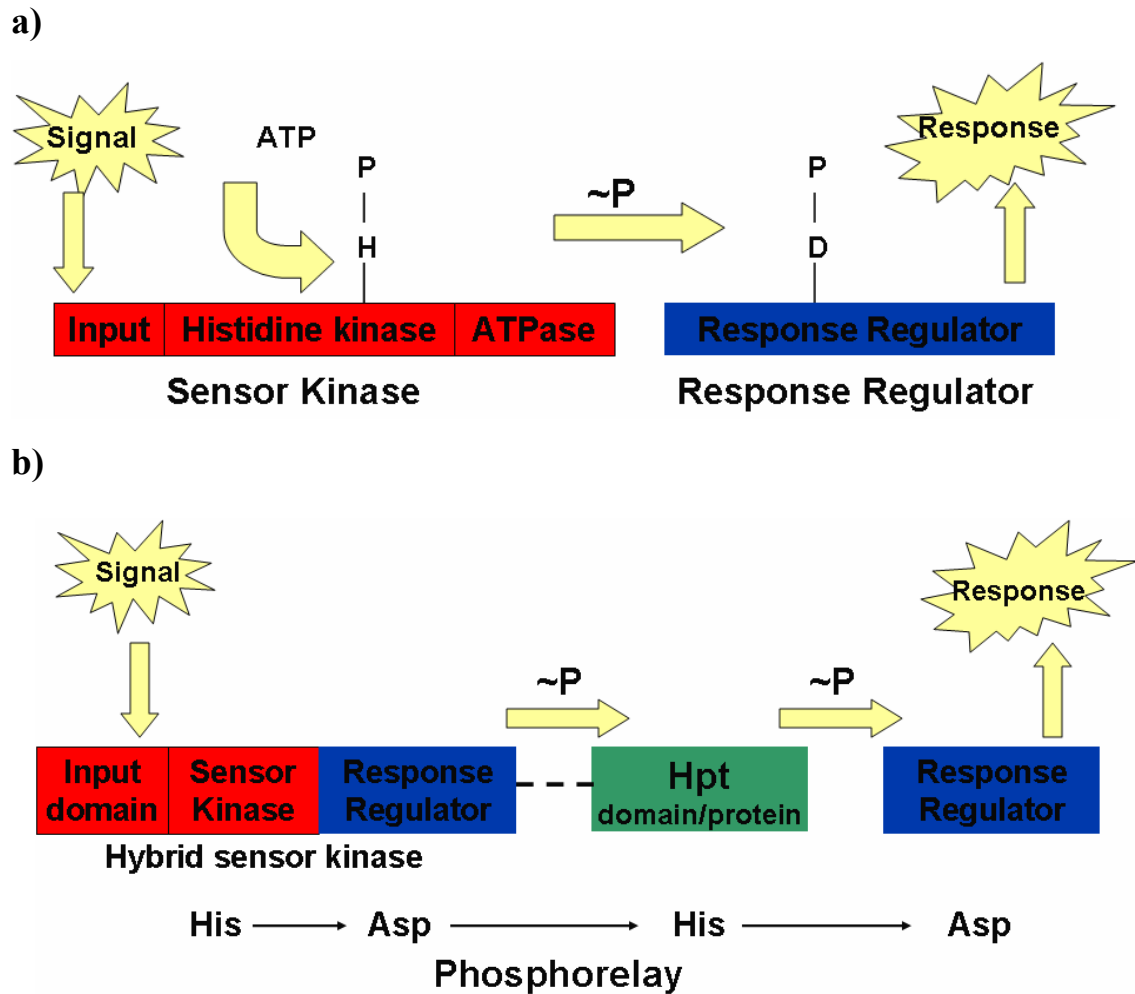 a)
Signal
ATP
P
H
~P
P
D
Response
Input
Histidine kinase
ATPase
Response Regulator
Sensor Kinase
Response Regulator
b)
Signal
Response
~P
~P
Input
domain
Sensor
Kinase
Response
Regulator
Hpt
domain/protein
Response
Regulator
Hybrid sensor kinase
His
Asp
His
Asp
Phosphorelay